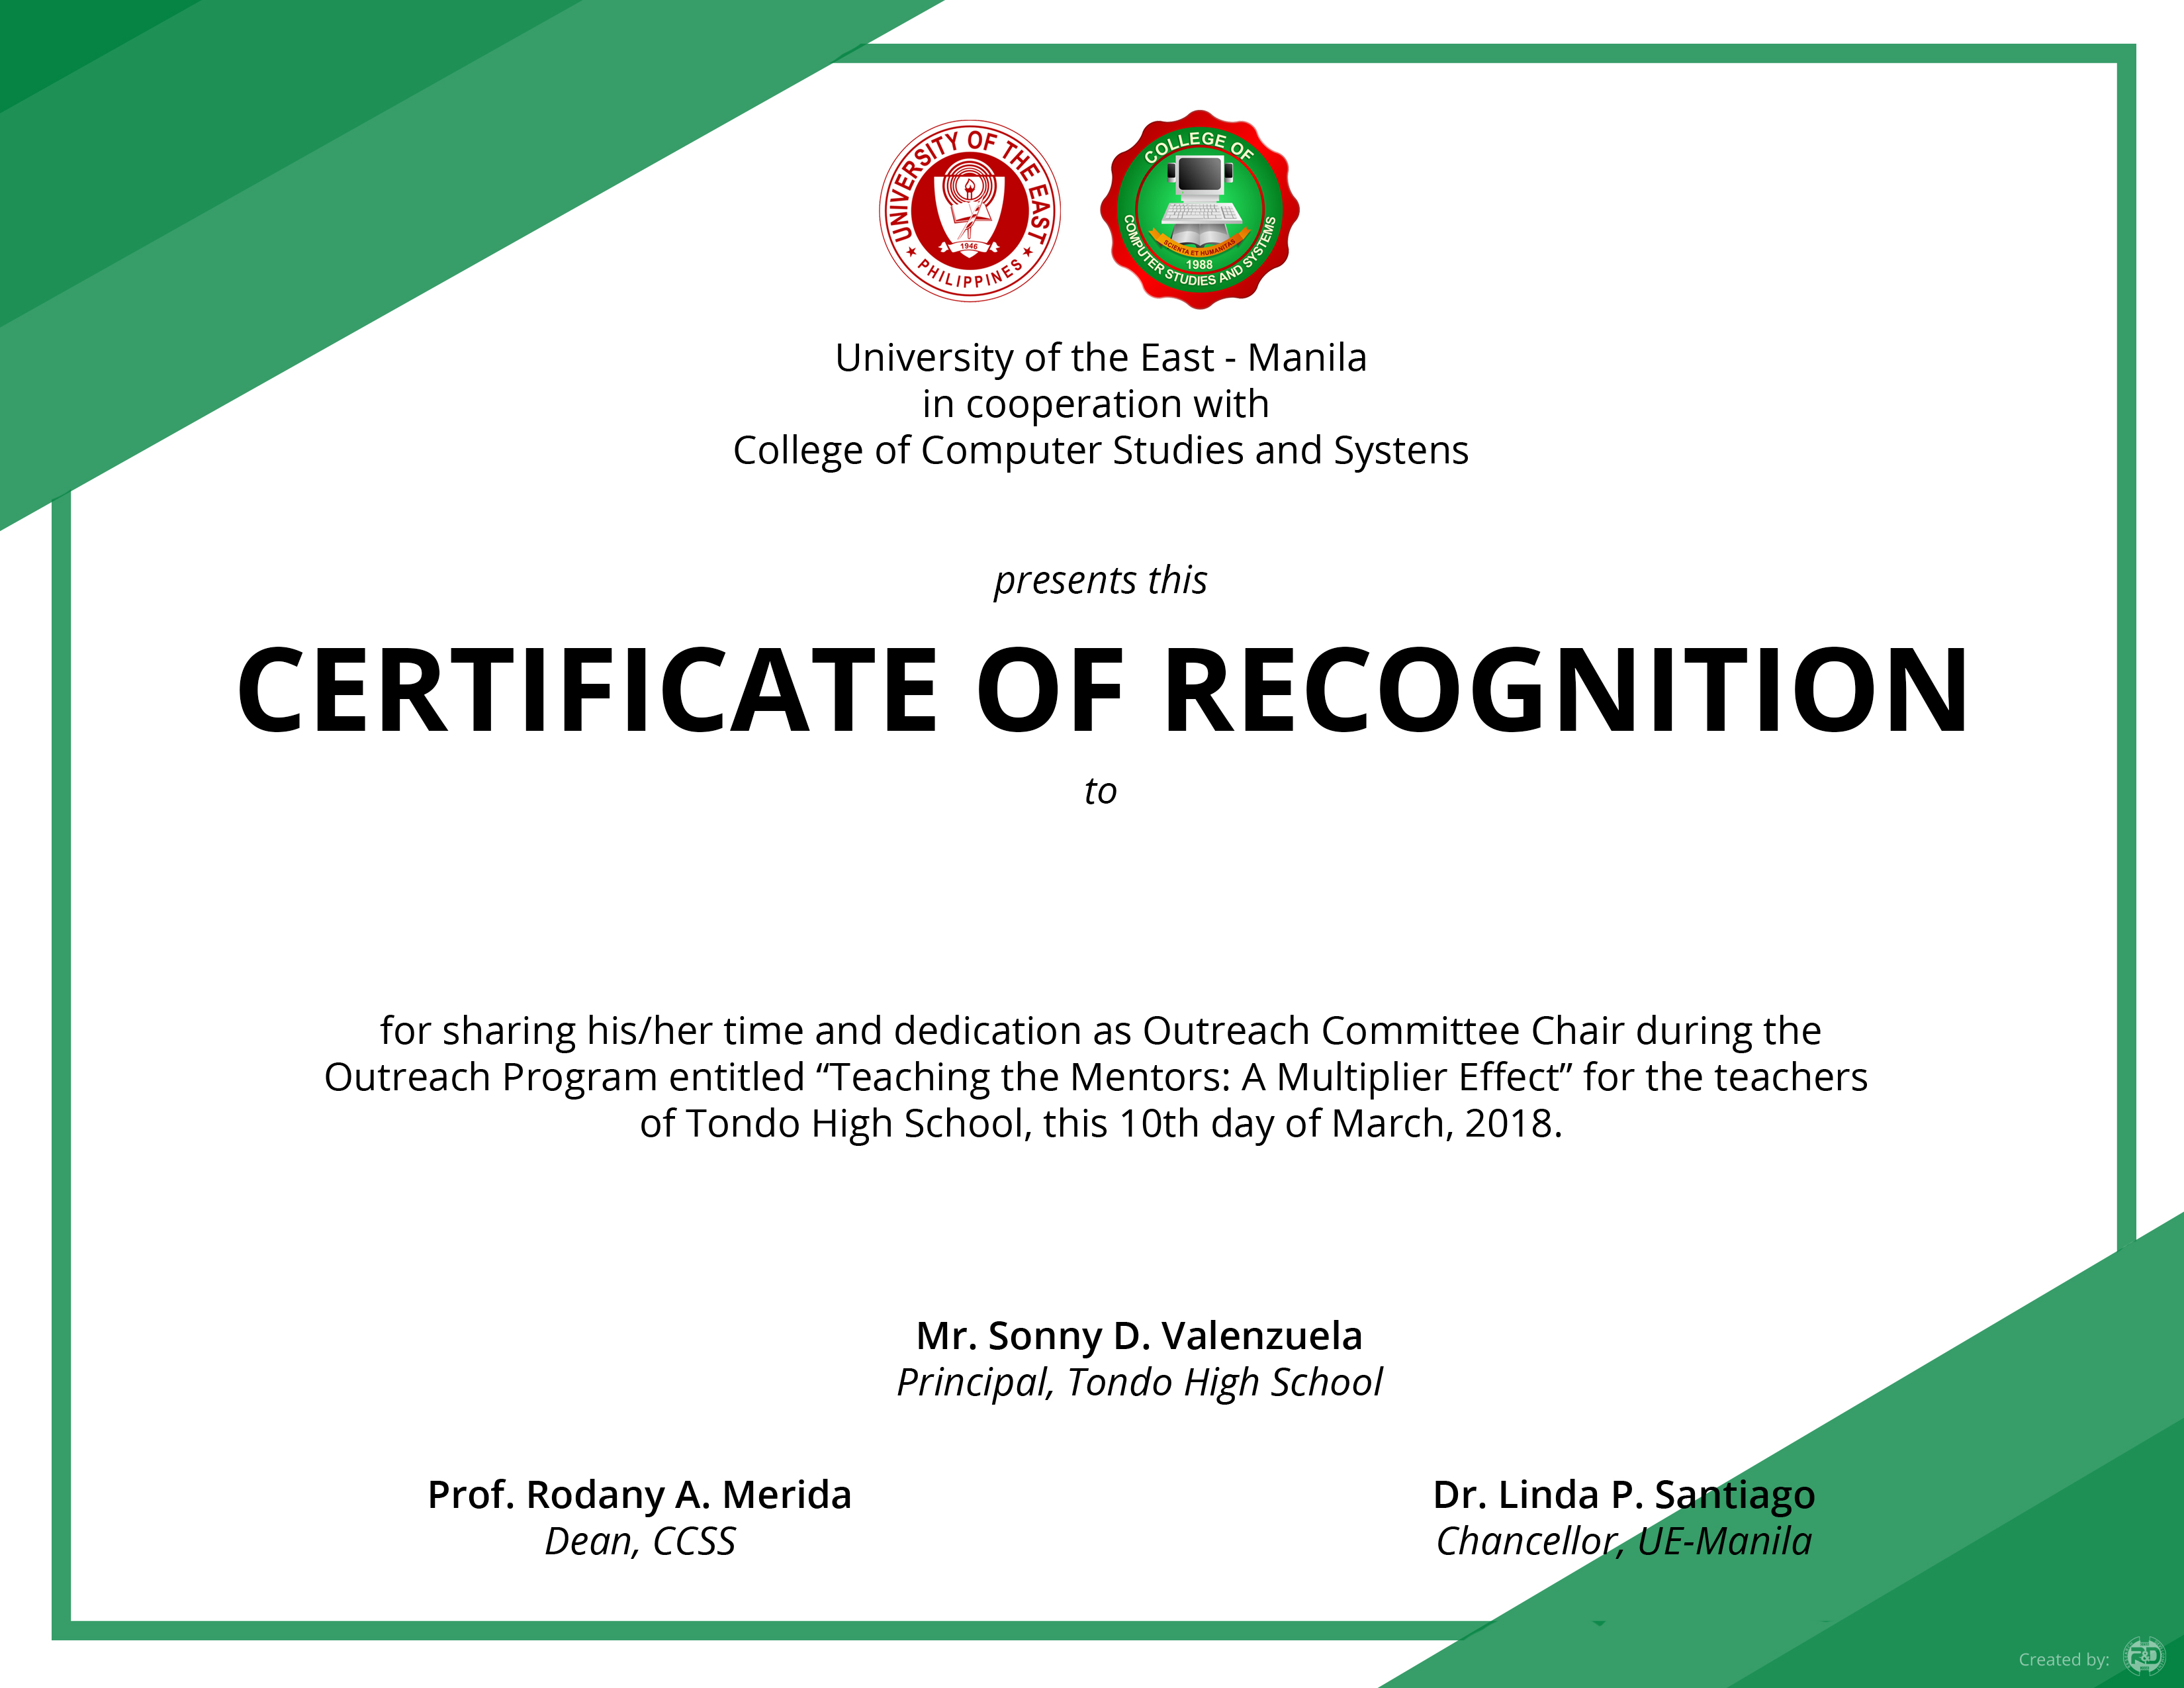 UNIVERSITY OF THE EAST
1946
PHILIPPINES
COLLEGE OF
SCIENTA ET HUMANITAS
1988
COMPUTER STUDIES AND SYSTEMS
University of the East - Manila
in cooperation with
College of Computer Studies and Systens
presents this
CERTIFICATE OF RECOGNITION
to
for sharing his/her time and dedication as Outreach Committee Chair during the
Outreach Program entitled “Teaching the Mentors: A Multiplier Effect” for the teachers
of Tondo High School, this 10th day of March, 2018.
Mr. Sonny D. Valenzuela
Principal, Tondo High School
Prof. Rodany A. Merida
Dean, CCSS
Dr. Linda P. Santiago
Chancellor, UE-Manila
Created by:
R&D